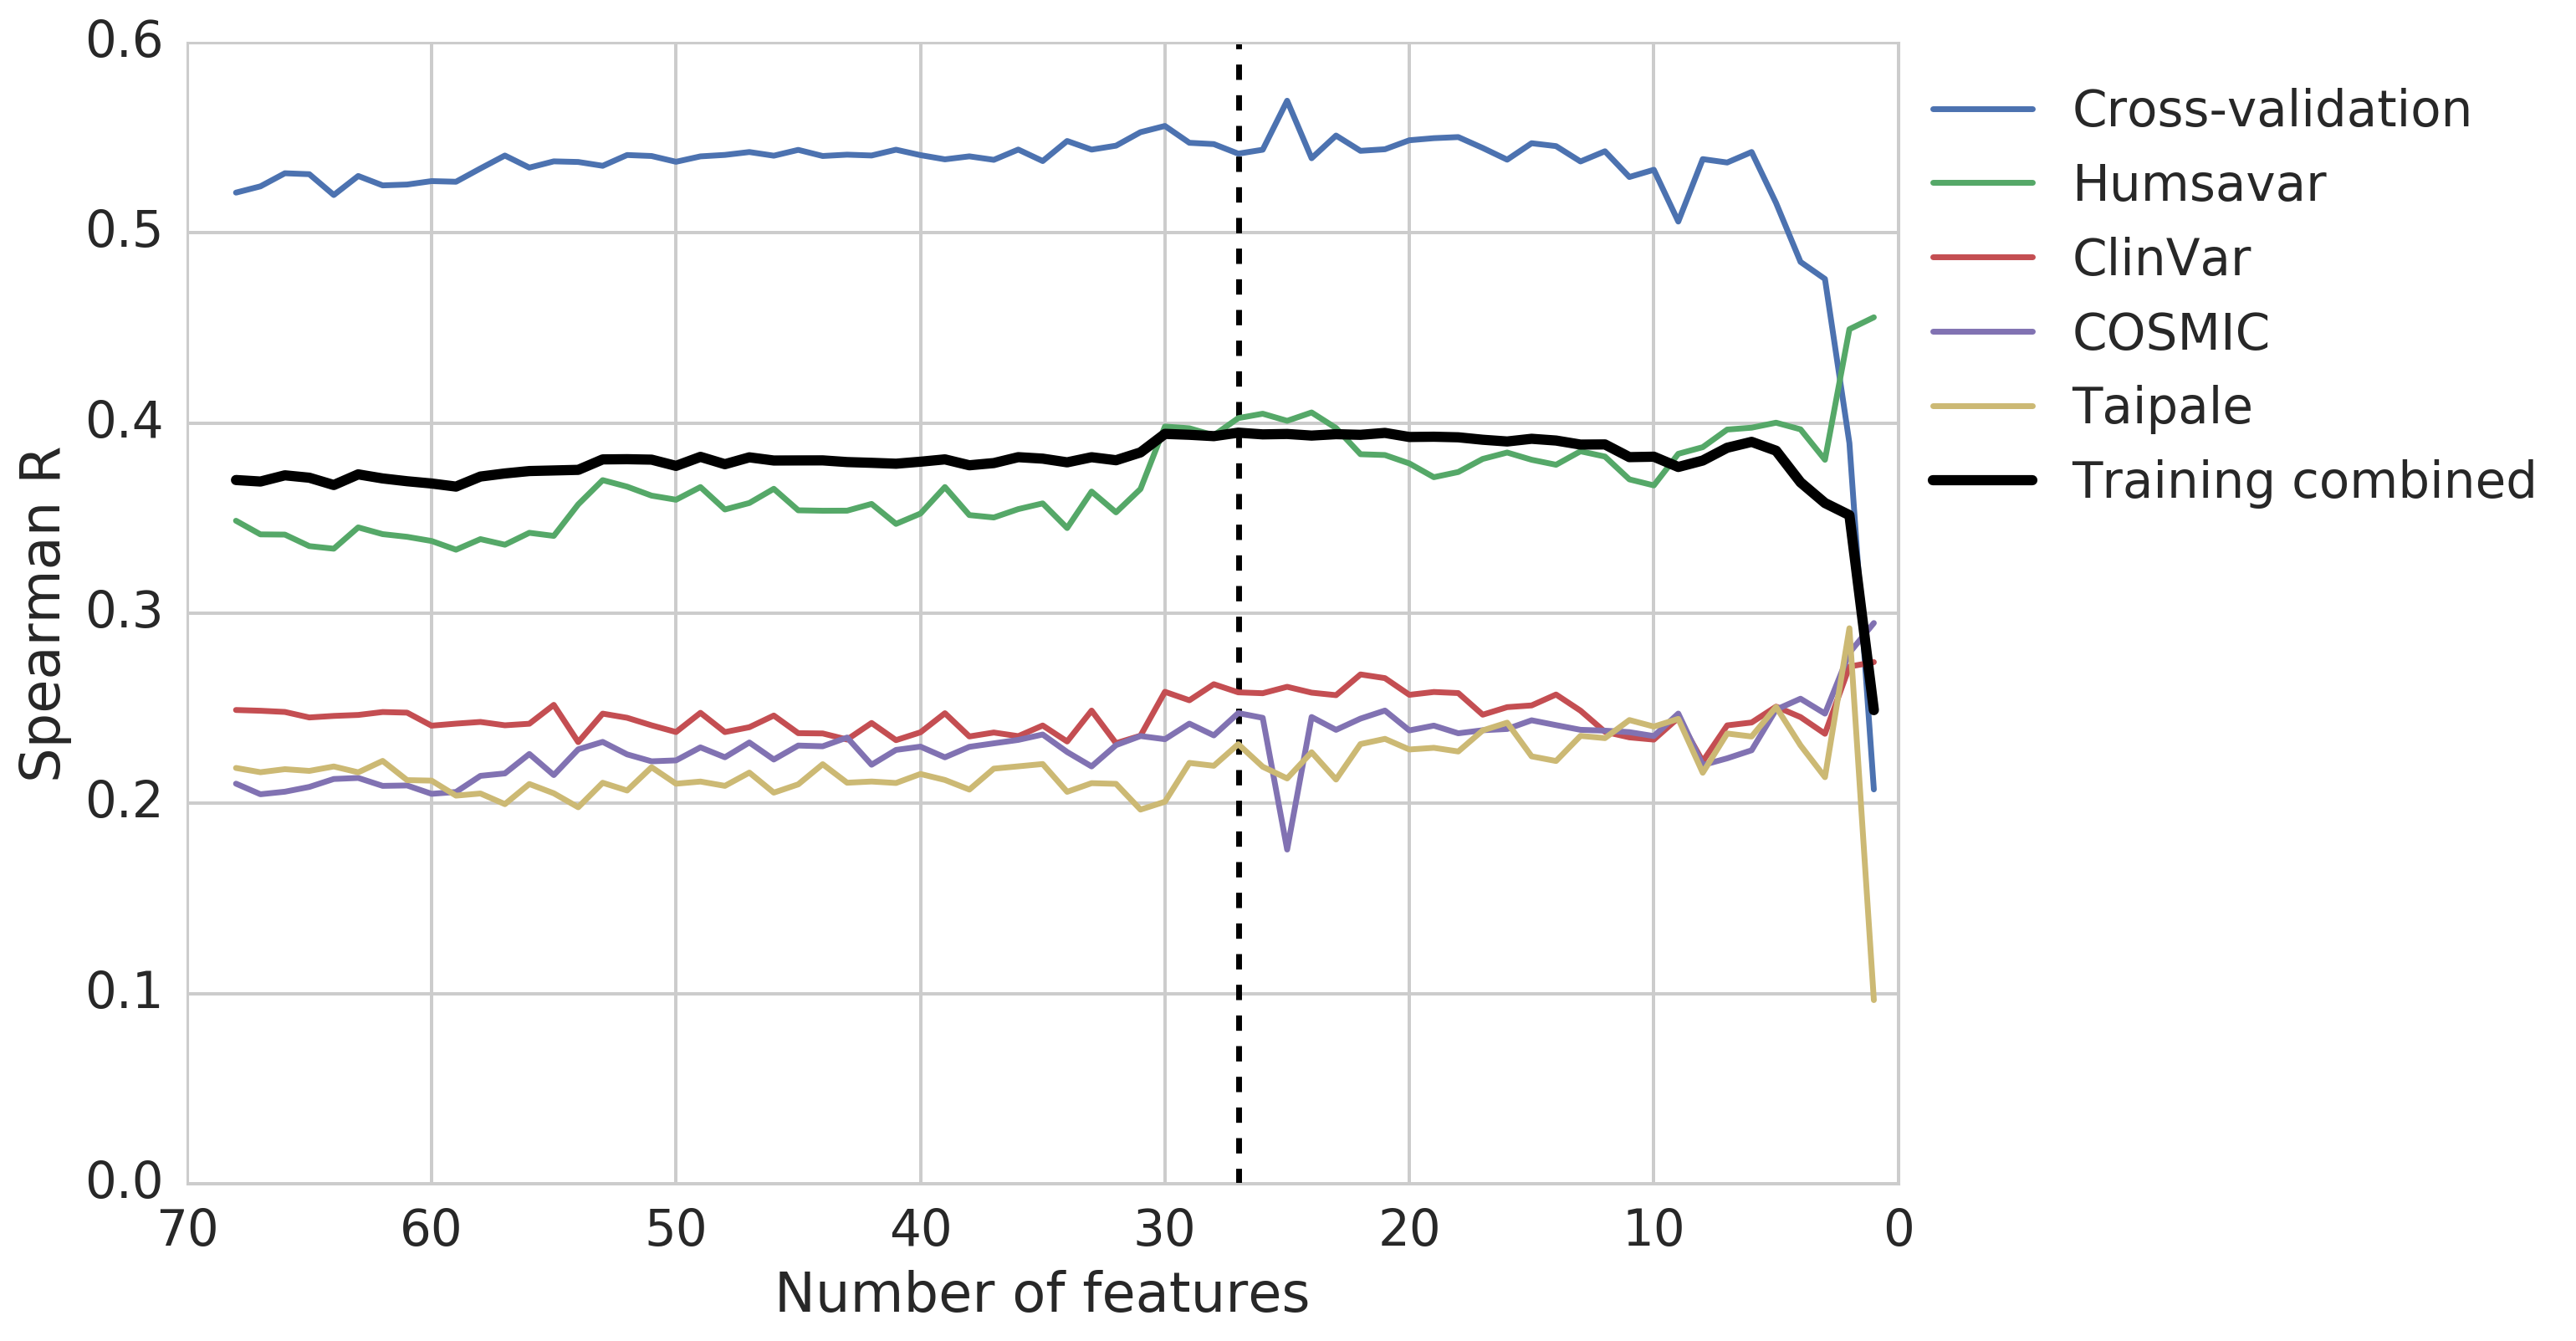 0.6
0.5
0.4
0.3
0.2
0.1
0.0
Spearman R
70 60 50 40 30 20 10 0
Number of features
Cross-validation
Humsavar
ClinVar
COSMIC
Taipale
Training combined